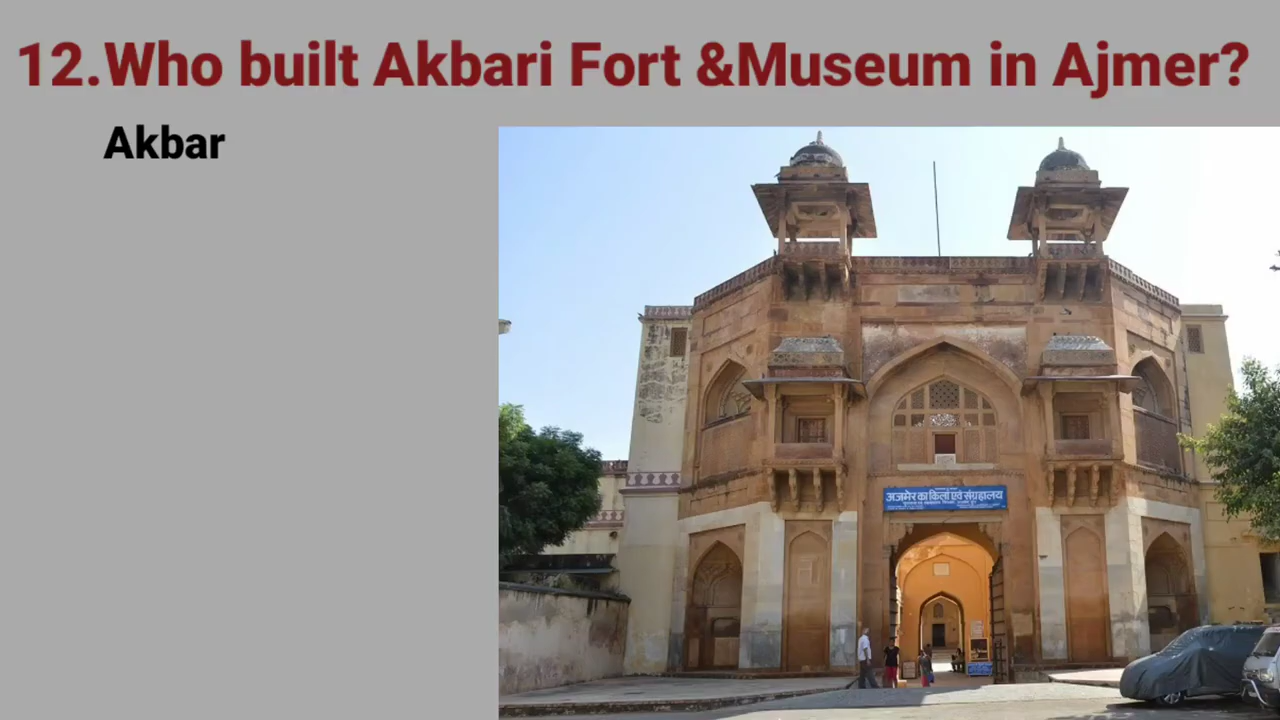 12.Who built Akbari Fort &Museum in Ajmer?
Akbar
अजमेर का किला एवं संग्रहालय